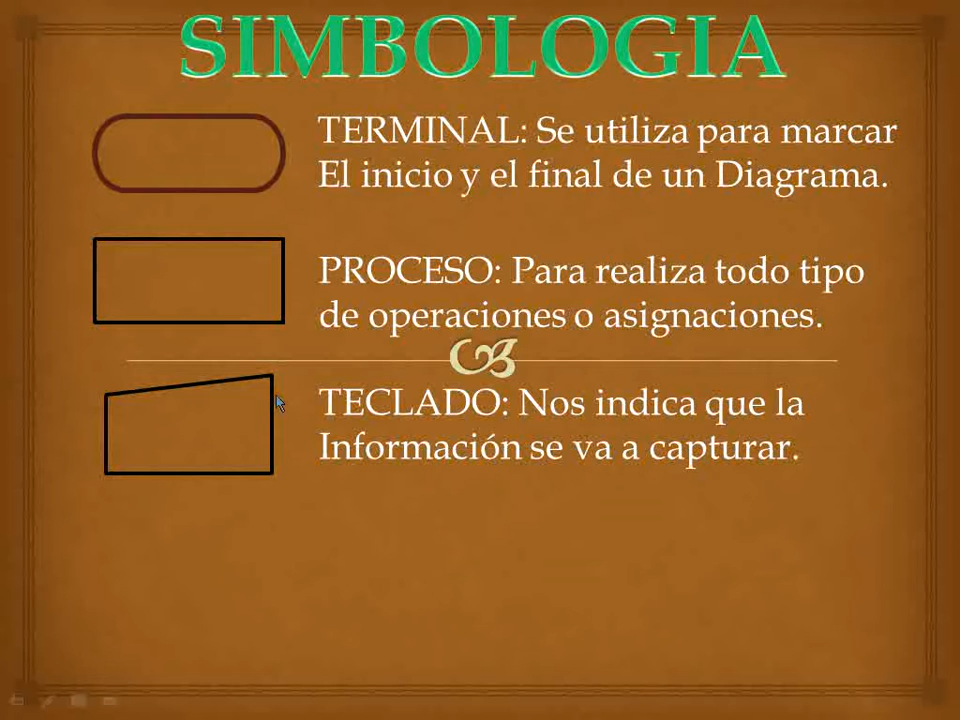 SIMBOLOGIA
TERMINAL: Se utiliza para marcar
El inicio y el final de un Diagrama.
PROCESO: Para realiza todo tipo
de operaciones o asignaciones.
TECLADO: Nos indica que la
Información se va a capturar.